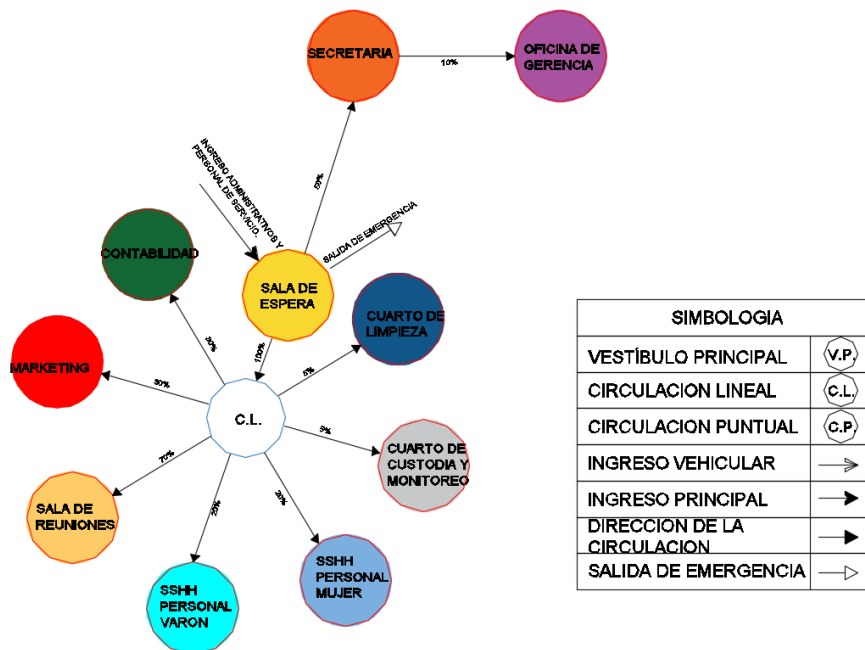 SECRETARIA
OFICINA DE
GERENCIA
10%
INGRESO ADMINISTRATIVOS Y
PERSONAL DE SERVICIO.
SALIDA DE EMERGENCIA
CONTABILIDAD
SALA DE
ESPERA
CUARTO DE
LIMPIEZA
MARKETING
30%
100%
5%
30%
C.L.
5%
CUARTO DE
CUSTODIA Y
MONITOREO
70%
20%
20%
SALA DE
REUNIONES
SSHH
PERSONAL
VARON
SSHH
PERSONAL
MUJER
SIMBOLOGIA
VESTÍBULO PRINCIPAL V.P.
CIRCULACION LINEAL C.L.
CIRCULACION PUNTUAL C.P.
INGRESO VEHICULAR
INGRESO PRINCIPAL
DIRECCION DE LA
CIRCULACION
SALIDA DE EMERGENCIA